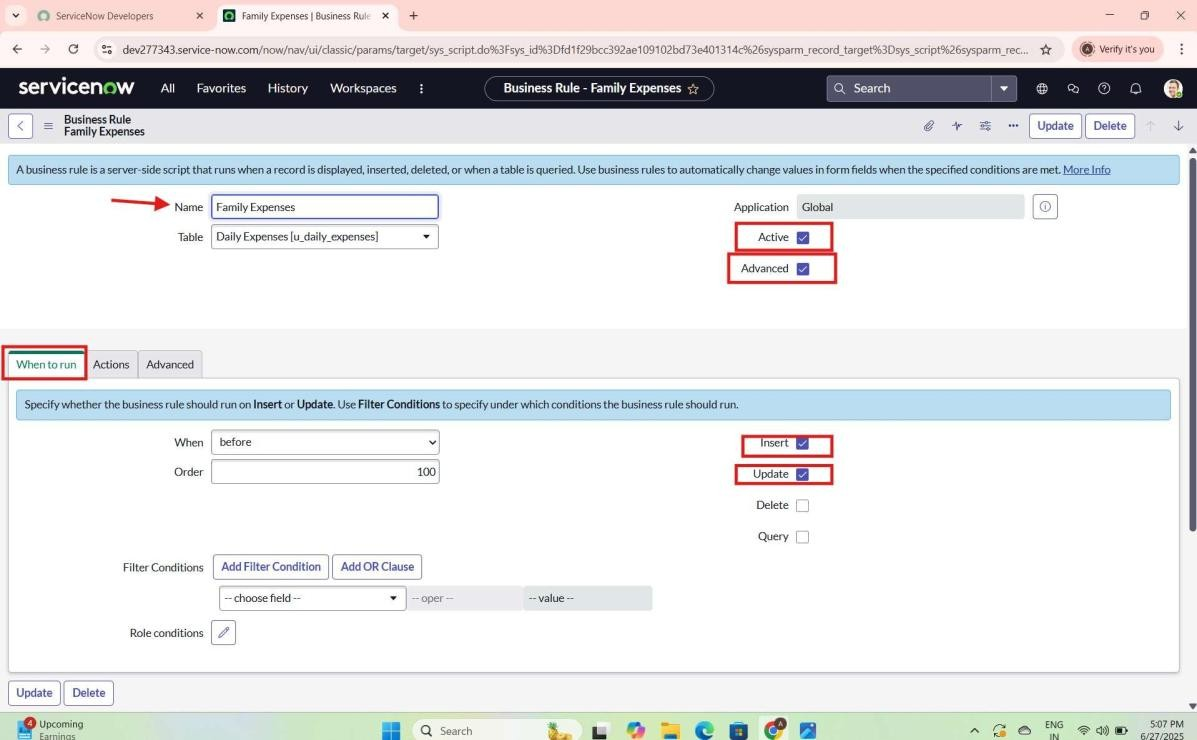 ServiceNow Developers
Family Expenses | Business Rule
dev277343.service-now.com/now/nav/ui/classic/params/target/sys_script.do%3Fsys_id%3Dfd1f29bcc392ae109102bd73e401314c%26sysparm_record_target%3Dsys_script%26sysparm_rec...
Verify it's you
servicenow
All
Favorites
History
Workspaces
Business Rule - Family Expenses
Search
Business Rule
Family Expenses
Update
Delete
A business rule is a server-side script that runs when a record is displayed, inserted, deleted, or when a table is queried. Use business rules to automatically change values in form fields when the specified conditions are met. More Info
Name Family Expenses
Application Global
Table Daily Expenses [u_daily_expenses]
Active
Advanced
When to run
Actions
Advanced
Specify whether the business rule should run on Insert or Update. Use Filter Conditions to specify under which conditions the business rule should run.
When before
Insert
Order 100
Update
Delete
Query
Filter Conditions Add Filter Condition Add OR Clause
-- choose field -- -- oper -- -- value --
Role conditions
Update
Delete
4
Upcoming
Earnings
Search
ENG
IN
5:07 PM
6/27/2025